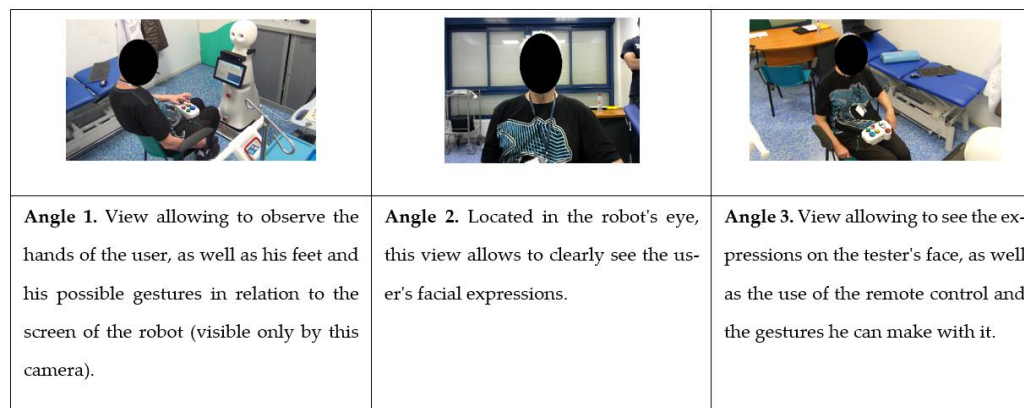 Angle 1. View allowing to observe the
hands of the user, as well as his feet and
his possible gestures in relation to the
screen of the robot (visible only by this
camera).
Angle 2. Located in the robot's eye,
this view allows to clearly see the us-
er's facial expressions.
Angle 3. View allowing to see the ex-
pressions on the tester's face, as well
as the use of the remote control and
the gestures he can make with it.